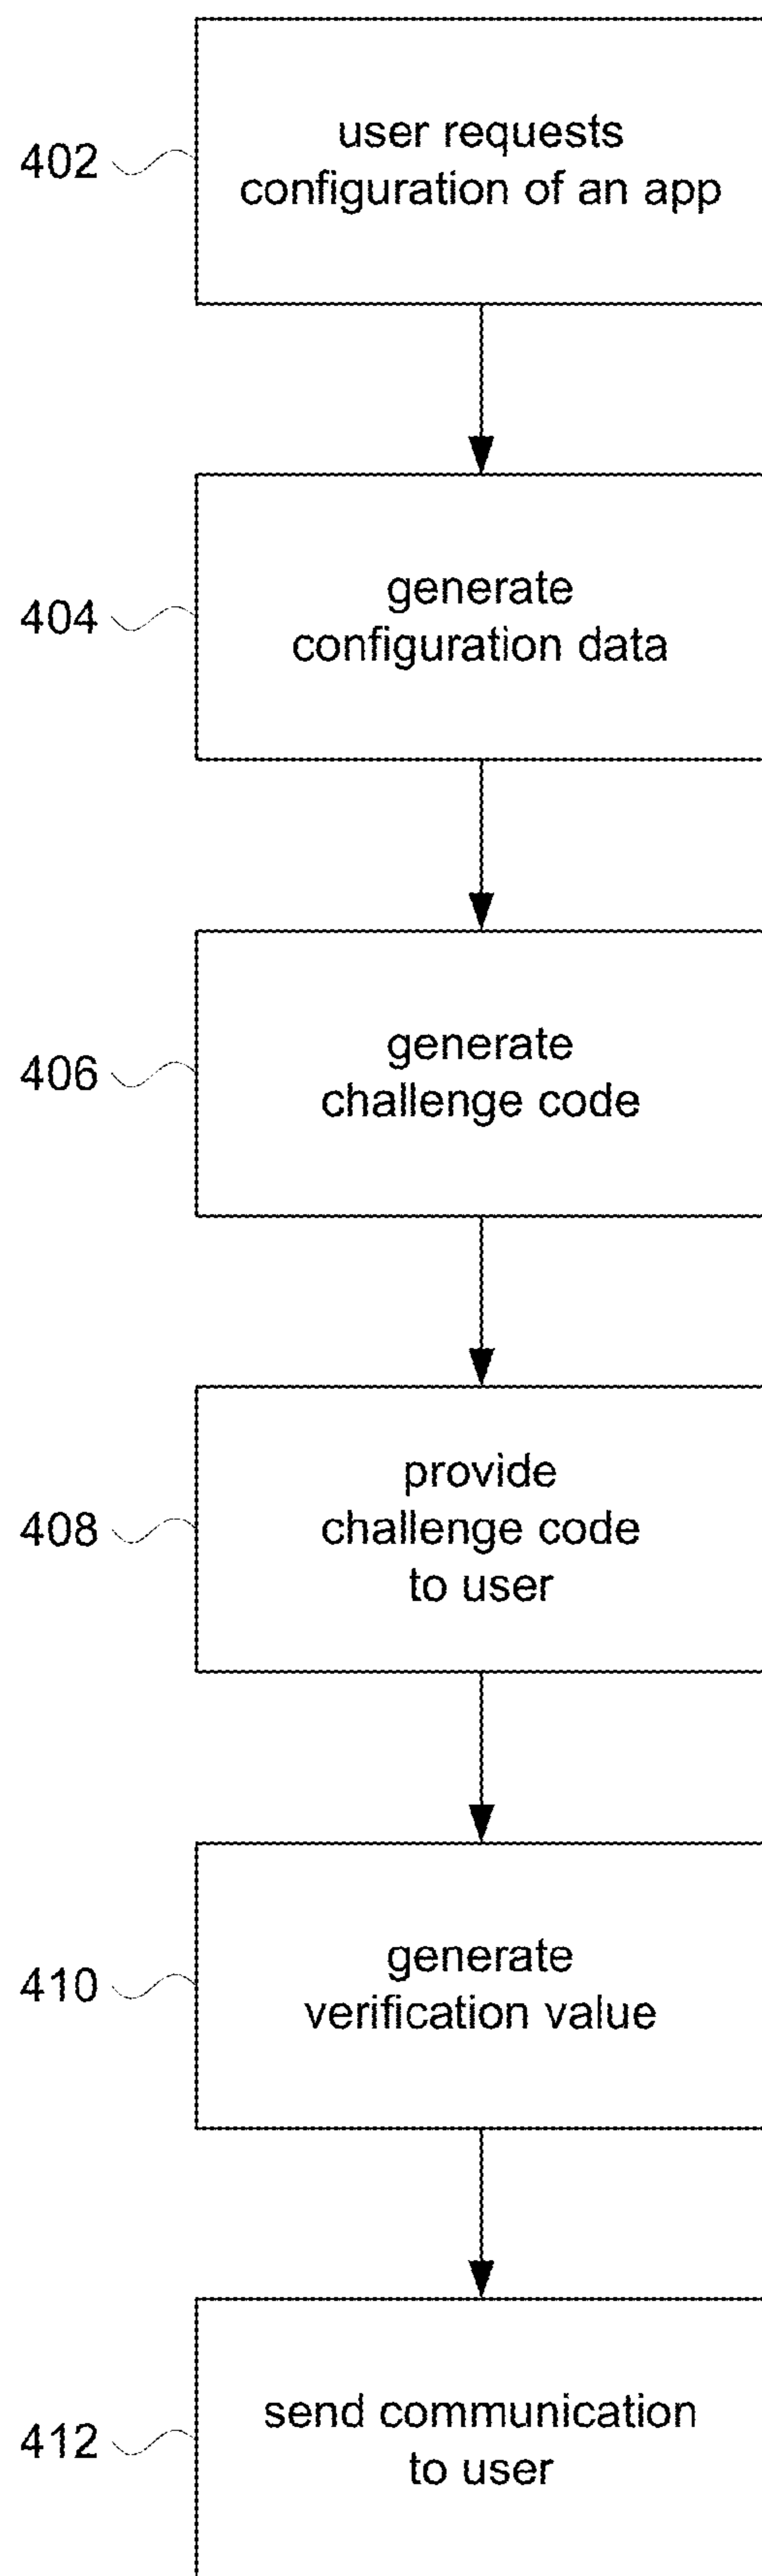 402
user requests
configuration of an app
404
generate
configuration data
406
generate
challenge code
408
provide
challenge code
to user
410
generate
verification value
412
send communication
to user